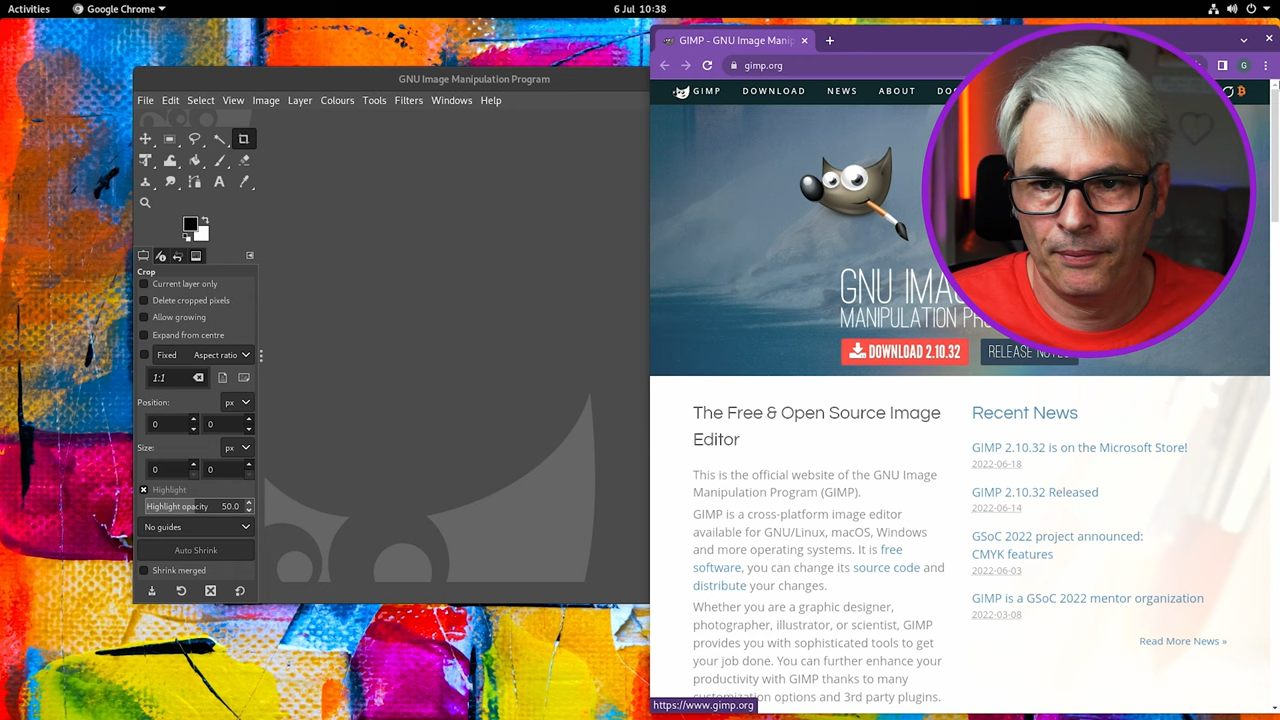 Activities
Google Chrome
6 Jul 10:38
GNU Image Manipulation Program
File Edit Select View Image Layer Colours Tools Filters Windows Help
Crop
Current layer only
Delete cropped pixels
Allow growing
Expand from centre
Fixed Aspect ratio
1:1
Position: px
0 0
Size: px
0 0
Highlight
Highlight opacity 50.0
No guides
Auto Shrink
Shrink merged
GIMP - GNU Image Manip
G
gimp.org
GIMP DOWNLOAD NEWS ABOUT
GNU
MANIPULATION
DOWNLOAD 2.10.32
RELEASE NOTES
The Free & Open Source Image
Editor
This is the official website of the GNU Image
Manipulation Program (GIMP).
GIMP is a cross-platform image editor
available for GNU/Linux, macOS, Windows
and more operating systems. It is free
software, you can change its source code and
distribute your changes.
Whether you are a graphic designer,
photographer, illustrator, or scientist, GIMP
provides you with sophisticated tools to get
your job done. You can further enhance your
productivity with GIMP thanks to many
customization options and 3rd party plugins.
Recent News
GIMP 2.10.32 is on the Microsoft Store!
2022-06-18
GIMP 2.10.32 Released
2022-06-14
GSoC 2022 project announced:
CMYK features
2022-06-03
GIMP is a GSoC 2022 mentor organization
2022-03-08
Read More News »
https://www.gimp.org